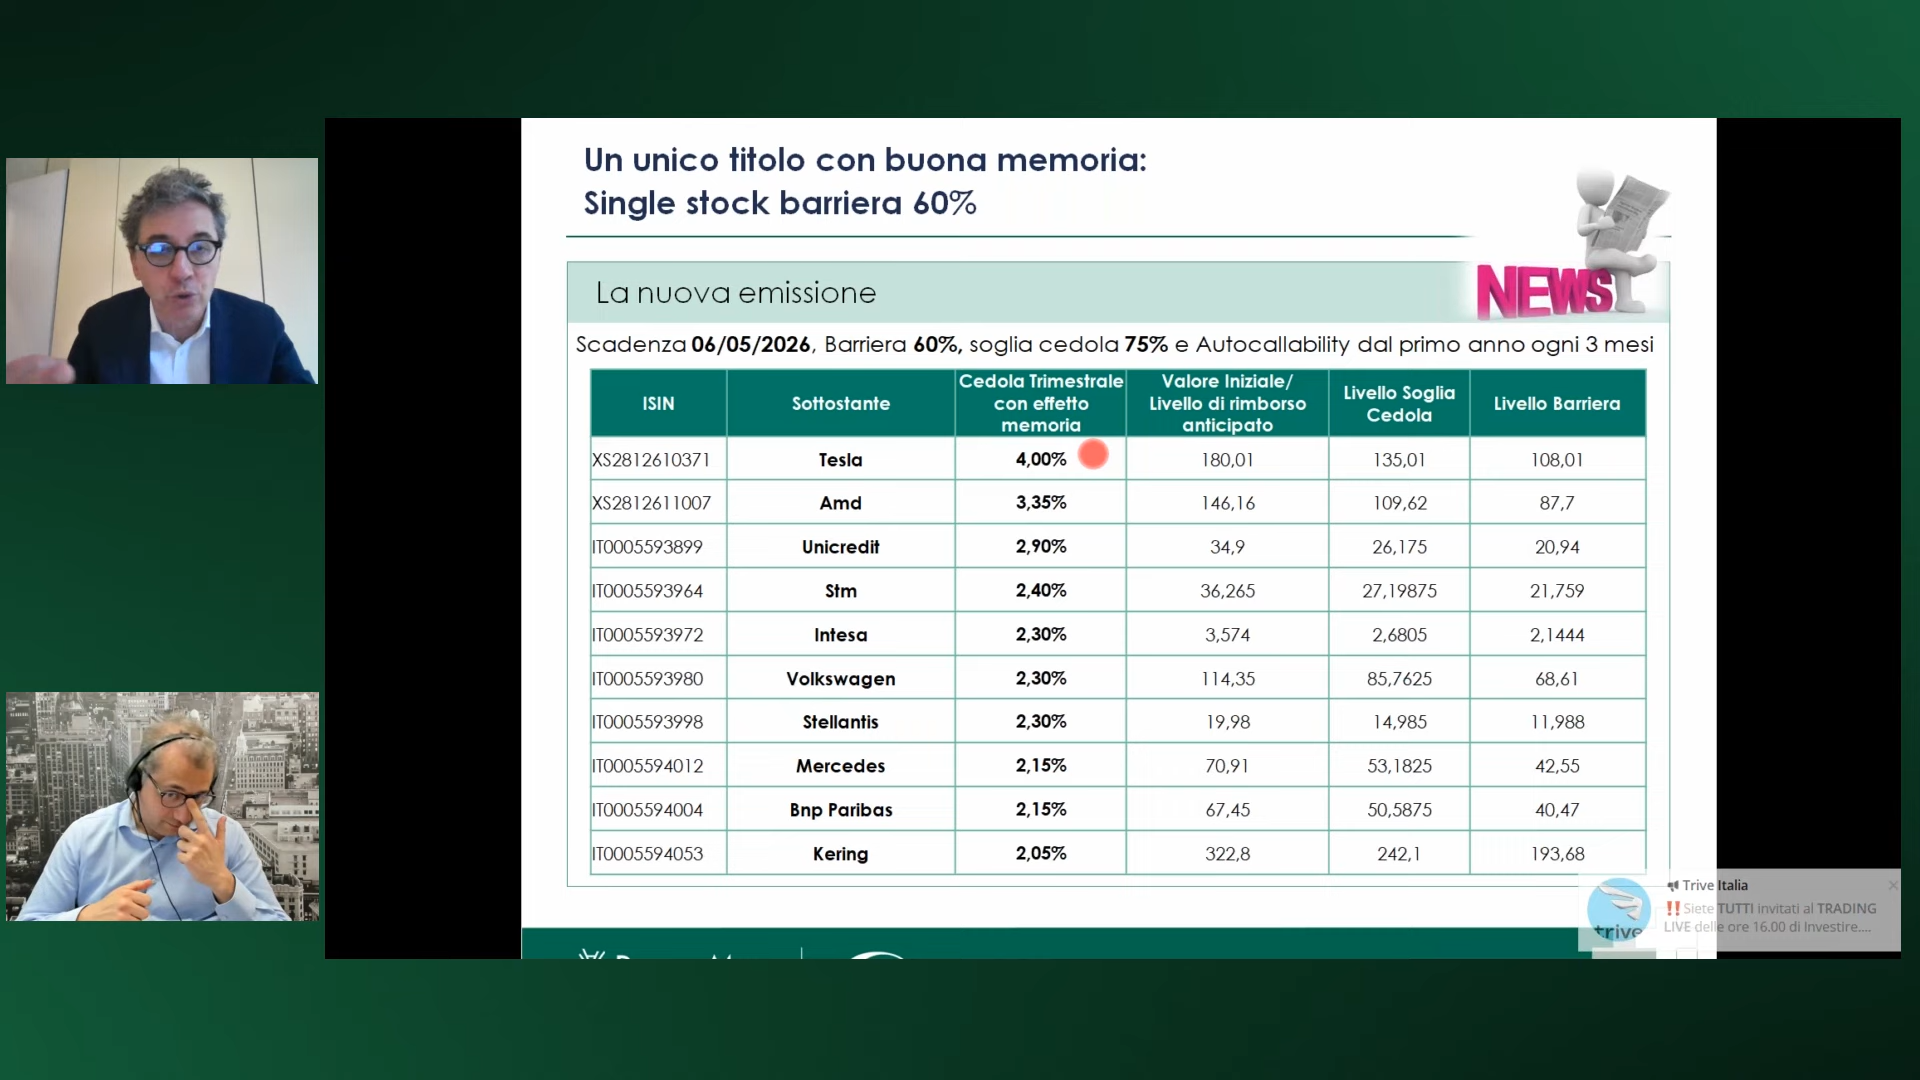 Un unico titolo con buona memoria:
Single stock barriera 60%
NEWS
La nuova emissione
Scadenza 06/05/2026, Barriera 60%, soglia cedola 75% e Autocallability dal primo anno ogni 3 mesi
ISIN Sottostante Cedola Trimestrale con effetto memoria Valore Iniziale/ Livello di rimborso anticipato Livello Soglia Cedola Livello Barriera
XS2812610371 Tesla 4,00% 180,01 135,01 108,01
XS2812611007 Amd 3,35% 146,16 109,62 87,7
IT0005593899 Unicredit 2,90% 34,9 26,175 20,94
IT0005593964 Stm 2,40% 36,265 27,19875 21,759
IT0005593972 Intesa 2,30% 3,574 2,6805 2,1444
IT0005593980 Volkswagen 2,30% 114,35 85,7625 68,61
IT0005593998 Stellantis 2,30% 19,98 14,985 11,988
IT0005594012 Mercedes 2,15% 70,91 53,1825 42,55
IT0005594004 Bnp Paribas 2,15% 67,45 50,5875 40,47
IT0005594053 Kering 2,05% 322,8 242,1 193,68
Trive Italia
‼️Siete TUTTI invitati al TRADING
LIVE delle ore 16.00 di Investire....
trive